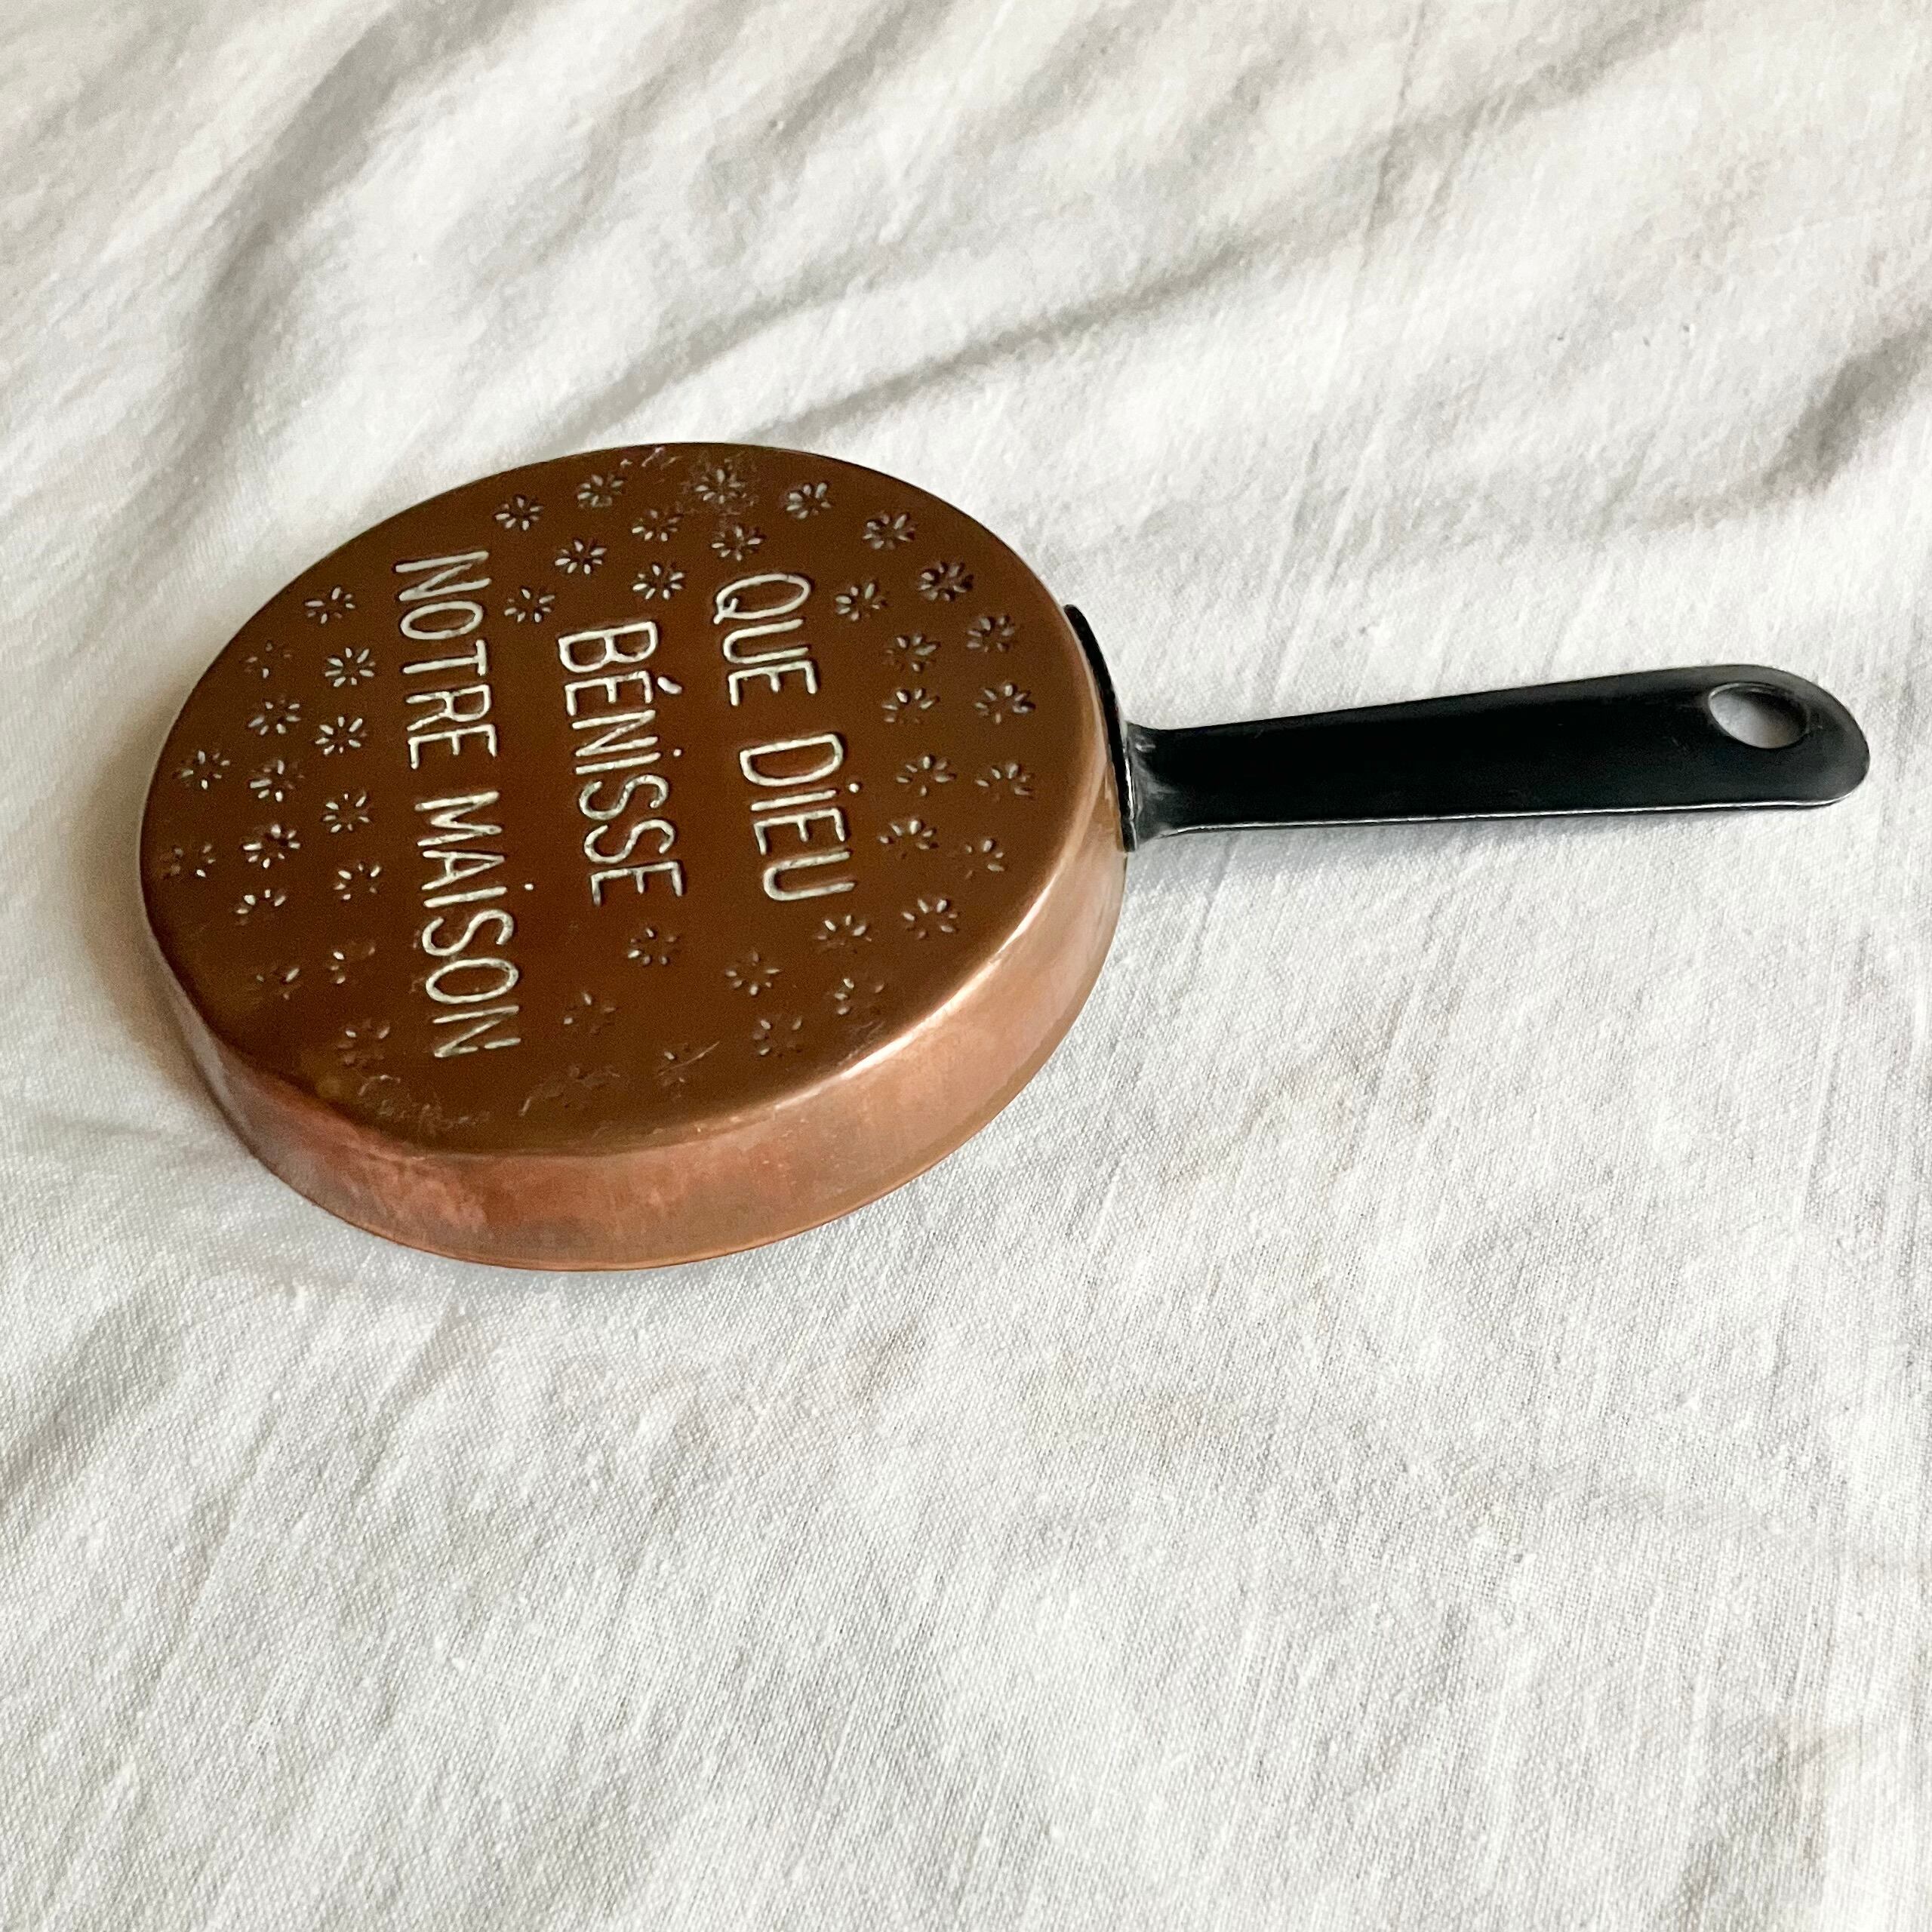 QUE DiEU
BÉNiSSE
NOTRE MAiSON